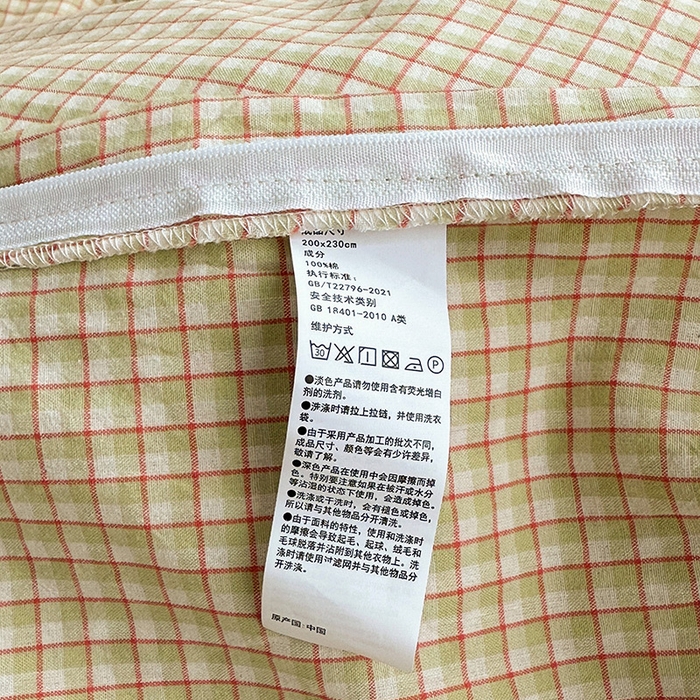 成品尺寸
200x230cm
成分
100%棉
执行标准:
GB/T22796-2021
安全技术类别
GB 18401-2010 A类
维护方式
30
P
●淡色产品请勿使用含有荧光增白
剂的洗剂。
●洗涤时请拉上拉链，并使用洗衣
袋。
●由于采用产品加工的批次不同，
成品尺寸、颜色等会有少许差异，
敬请了解。
●深色产品在使用中会因摩擦而掉
色。特别要注意如果在被汗或水分
等沾湿的状态下使用，会造成掉色。
●洗涤或干洗时，会有褪色或掉色，
所以请与其他物品分开清洗。
●由于面料的特性，使用和洗涤时
的摩擦会导致起毛、起球，绒毛和
毛球脱落并沾附到其他衣物上。洗
涤时请使用过滤网并与其他物品分
开洗涤。
原产国:中国